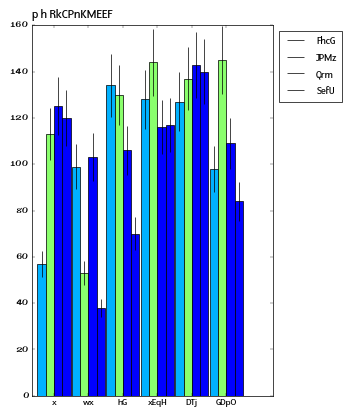 p h RkCPnKMEEF
160
140
120
100
80
60
40
20
0
x wx hG xEqH DTj GDpO
FhcG
JPMz
Qrm
SefU